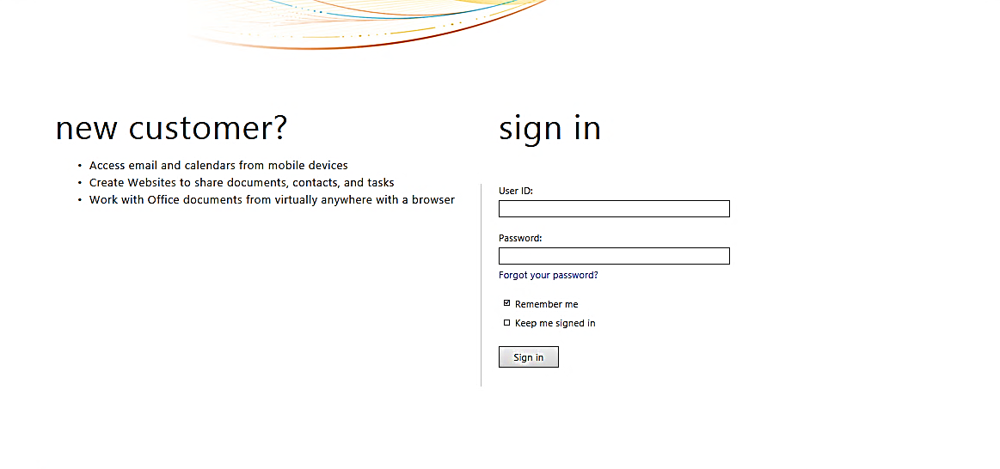 new customer?
• Access email and calendars from mobile devices
• Create Websites to share documents, contacts, and tasks
• Work with Office documents from virtually anywhere with a browser
sign in
User ID:
Password:
Forgot your password?
Remember me
Keep me signed in
Sign in